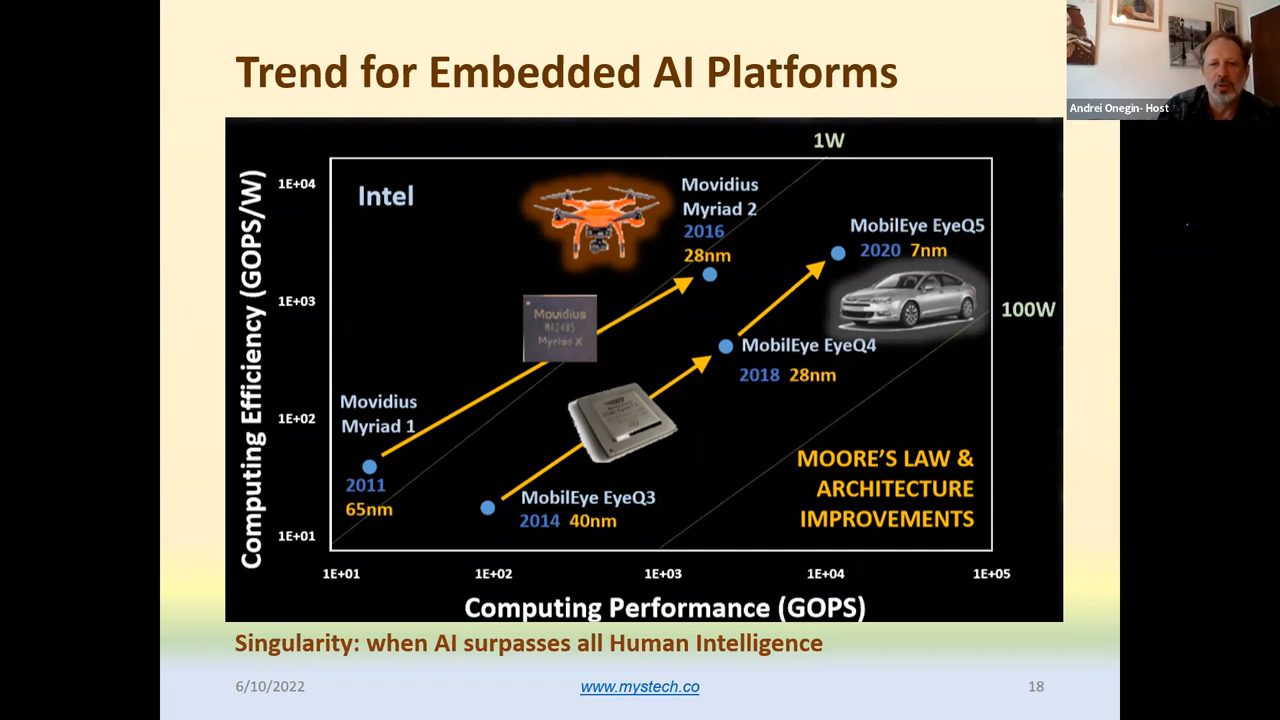 Trend for Embedded AI Platforms
Andrei Onegin- Host
1W
Computing Efficiency (GOPS/W)
1E+04
1E+03
1E+02
1E+01
Intel
Movidius
Myriad 2
2016
28nm
MobilEye EyeQ5
2020 7nm
100W
Movidius
Myriad X
MobilEye EyeQ4
2018 28nm
Movidius
Myriad 1
2011
65nm
MobilEye EyeQ3
2014 40nm
MOORE'S LAW &
ARCHITECTURE
IMPROVEMENTS
1E+01 1E+02 1E+03 1E+04 1E+05
Computing Performance (GOPS)
Singularity: when AI surpasses all Human Intelligence
6/10/2022 www.mystech.co 18